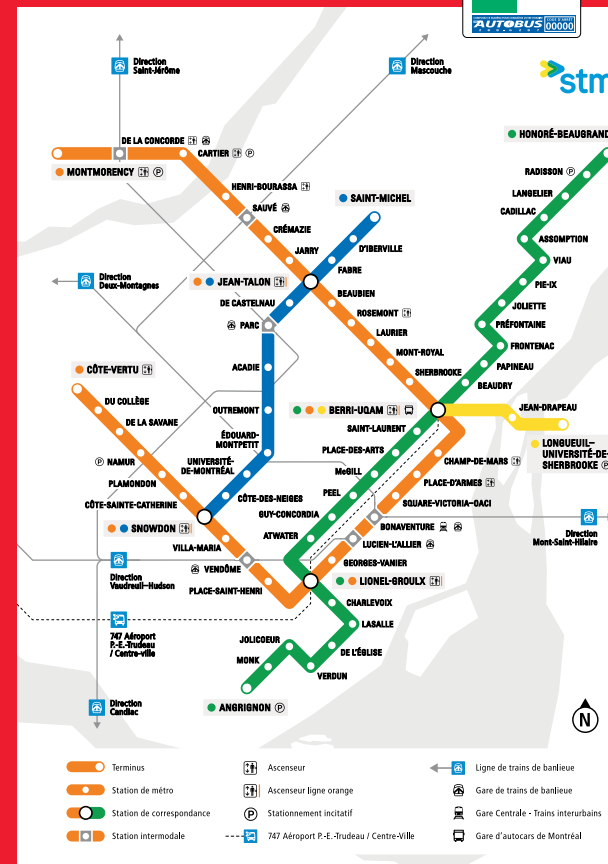 AUTOBUS
CODE D'ARRÊT
00000
stm
Direction
Saint-Jérôme
Direction
Mascouche
DE LA CONCORDE
CARTIER
MONTMORENCY
HENRI-BOURASSA
SAUVÉ
CRÉMAZIE
JARRY
SAINT-MICHEL
D'IBERVILLE
FABRE
JEAN-TALON
BEAUBIEN
DE CASTELNAU
ROSEMONT
PARC
LAURIER
MONT-ROYAL
SHERBROOKE
ACADIE
OUTREMONT
ÉDOUARD-
MONTPETIT
UNIVERSITÉ-
DE-MONTRÉAL
CÔTE-DES-NEIGES
HONORÉ-BEAUGRAND
RADISSON
LANGELIER
CADILLAC
ASSOMPTION
VIAU
PIE-IX
JOLIETTE
PRÉFONTAINE
FRONTENAC
PAPINEAU
BEAUDRY
Direction
Deux-Montagnes
CÔTE-VERTU
DU COLLÈGE
DE LA SAVANE
NAMUR
PLAMONDON
CÔTE-SAINTE-CATHERINE
SNOWDON
VILLA-MARIA
VENDÔME
PLACE-SAINT-HENRI
BERRI-UQAM
SAINT-LAURENT
PLACE-DES-ARTS
McGILL
PEEL
GUY-CONCORDIA
ATWATER
JEAN-DRAPEAU
LONGUEUIL–
UNIVERSITÉ-DE-
SHERBROOKE
CHAMP-DE-MARS
PLACE-D'ARMES
SQUARE-VICTORIA–OACI
BONAVENTURE
LUCIEN-L'ALLIER
GEORGES-VANIER
LIONEL-GROULX
CHARLEVOIX
LASALLE
DE L'ÉGLISE
VERDUN
JOLICOEUR
MONK
ANGRIGNON
Direction
Mont-Saint-Hilaire
Direction
Vaudreuil–Hudson
747 Aéroport
P.-E.-Trudeau
/ Centre-ville
Direction
Candiac
N
Terminus
Station de métro
Station de correspondance
Station intermodale
Ascenseur
Ascenseur ligne orange
P Stationnement incitatif
747 Aéroport P.-E.-Trudeau / Centre-Ville
Ligne de trains de banlieue
Gare de trains de banlieue
Gare Centrale - Trains interurbains
Gare d'autocars de Montréal